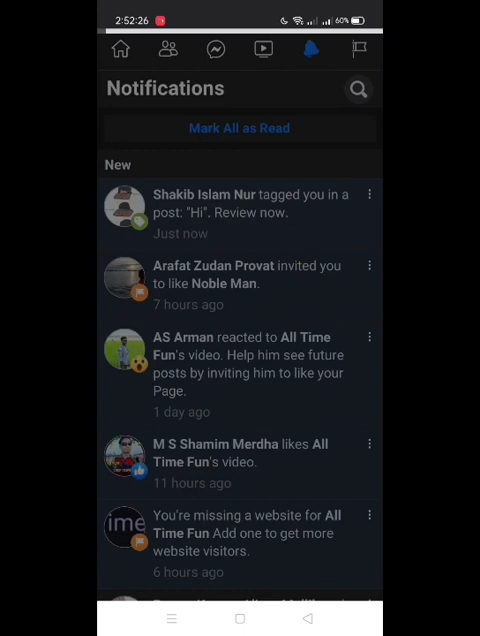 2:52:26
60%
Notifications
Mark All as Read
New
Shakib Islam Nur tagged you in a
post: "Hi". Review now.
Just now
Arafat Zudan Provat invited you
to like Noble Man.
7 hours ago
AS Arman reacted to All Time
Fun's video. Help him see future
posts by inviting him to like your
Page.
1 day ago
M S Shamim Merdha likes All
Time Fun's video.
11 hours ago
ime
You're missing a website for All
Time Fun Add one to get more
website visitors.
6 hours ago